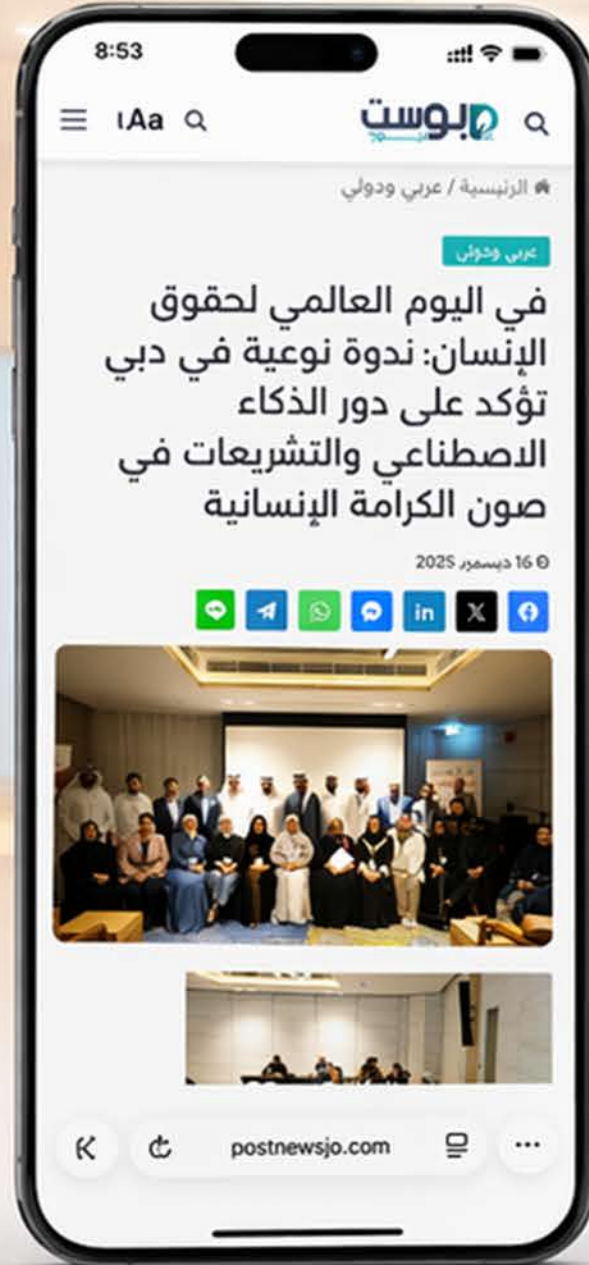 8:53
AA
بوست
الرئيسية / عربي ودولي
عربي ودولي
في اليوم العالمي لحقوق
الإنسان: ندوة نوعية في دبي
تؤكد على دور الذكاء
الاصطناعي والتشريعات في
صون الكرامة الإنسانية
16 ديسمبر 2025
in
X
postnewsjo.com